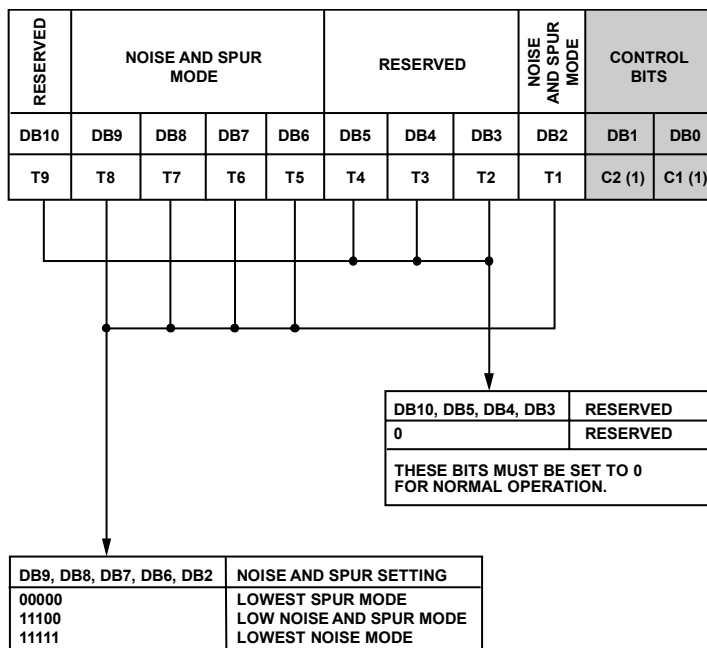 RESERVED
NOISE AND SPUR
MODE
RESERVED
NOISE
AND SPUR
MODE
CONTROL
BITS
DB10 DB9 DB8 DB7 DB6 DB5 DB4 DB3 DB2 DB1 DB0
T9 T8 T7 T6 T5 T4 T3 T2 T1 C2 (1) C1 (1)
DB10, DB5, DB4, DB3 RESERVED
0 RESERVED
THESE BITS MUST BE SET TO 0
FOR NORMAL OPERATION.
DB9, DB8, DB7, DB6, DB2 NOISE AND SPUR SETTING
00000 LOWEST SPUR MODE
11100 LOW NOISE AND SPUR MODE
11111 LOWEST NOISE MODE